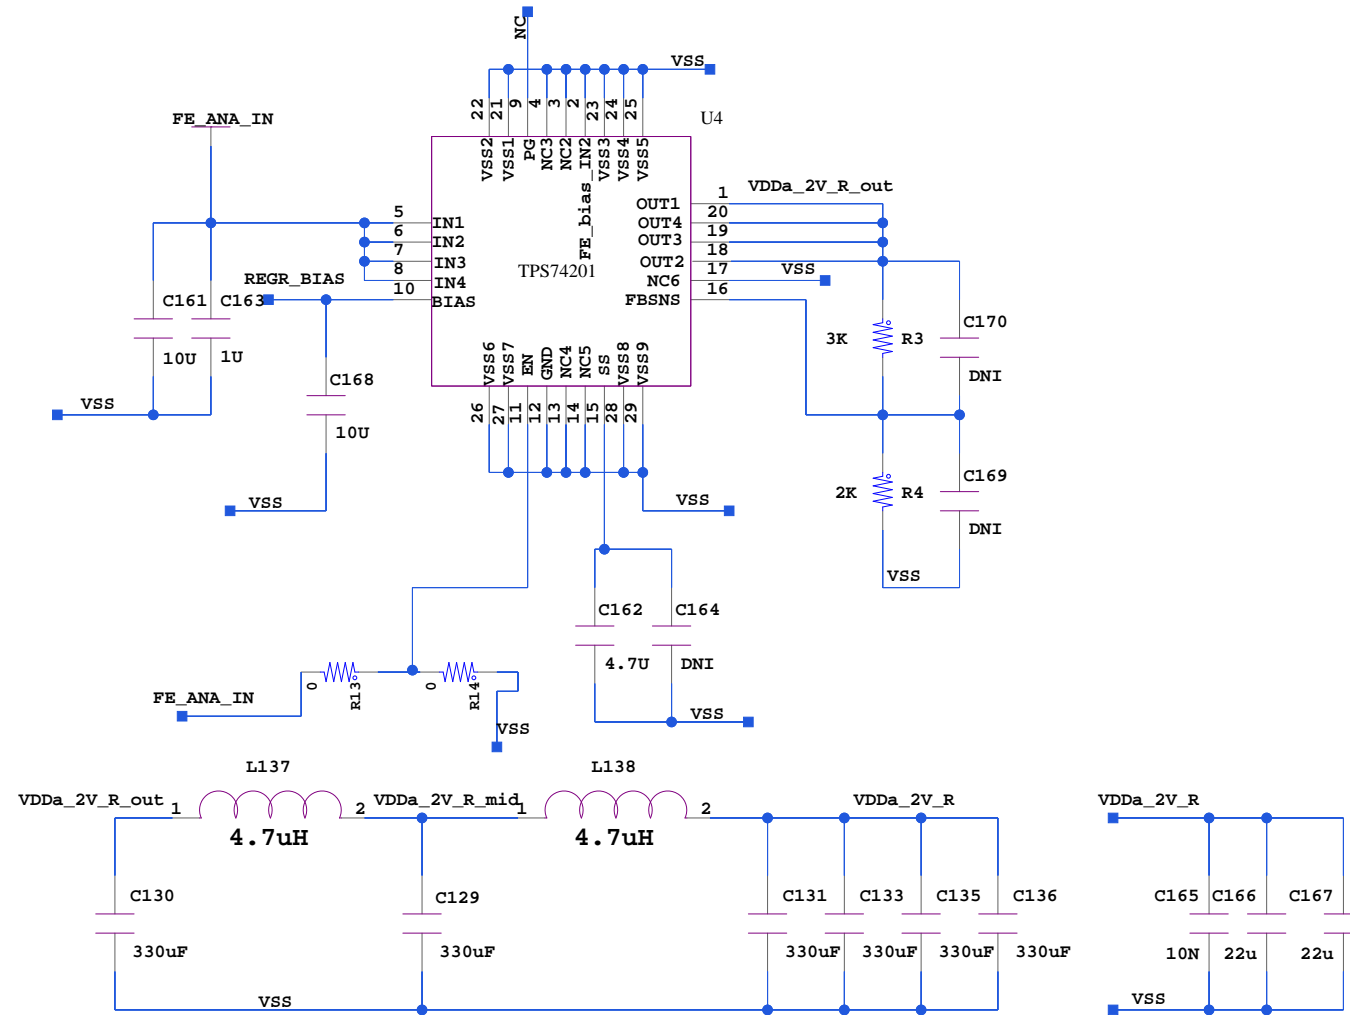 NC
VSS
22
21
9
4
3
2
23
24
25
U4
FE_ANA_IN
VSS2
VSS1
PG
NC3
NC2
FE_bias_IN2
VSS3
VSS4
VSS5
VDDa_2V_R_out
5
IN1
6
IN2
7
IN3
8
IN4
10
BIAS
OUT1
1
OUT4
20
OUT3
19
OUT2
18
NC6
17
FBSNS
16
TPS74201
VSS
REGR_BIAS
C161
C163
10U
1U
VSS
C168
10U
VSS
VSS6
VSS7
EN
GND
NC4
NC5
SS
VSS8
VSS9
26
27
11
12
13
14
15
28
29
VSS
3K
R3
C170
DNI
2K
R4
C169
DNI
VSS
C162
C164
4.7U
DNI
VSS
FE_ANA_IN
0
R13
0
R14
VSS
L137
L138
VDDa_2V_R_out
1
2
VDDa_2V_R_mid
1
2
VDDa_2V_R
VDDa_2V_R
4.7uH
4.7uH
C130
C129
C131
C133
C135
C136
C165
C166
C167
330uF
330uF
330uF
330uF
330uF
330uF
10N
22u
22u
VSS
VSS